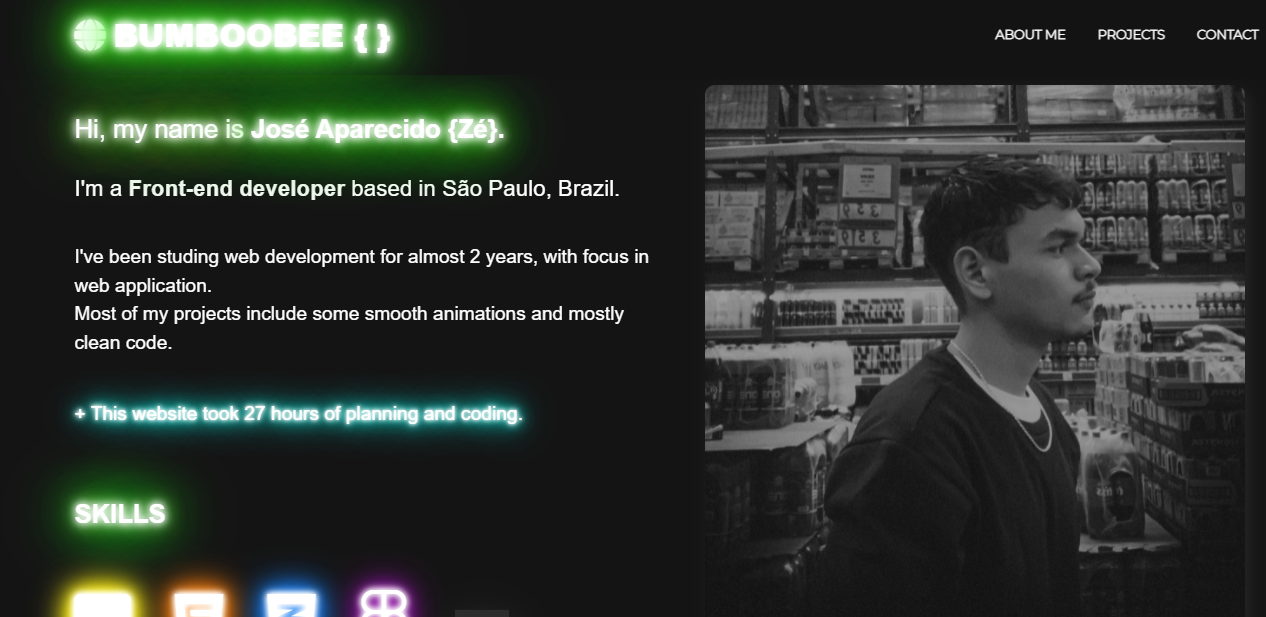 BUMBOOBEE { }
ABOUT ME
PROJECTS
CONTACT
Hi, my name is José Aparecido {Zé}.
I'm a Front-end developer based in São Paulo, Brazil.
I've been studing web development for almost 2 years, with focus in
web application.
Most of my projects include some smooth animations and mostly
clean code.
+ This website took 27 hours of planning and coding.
SKILLS